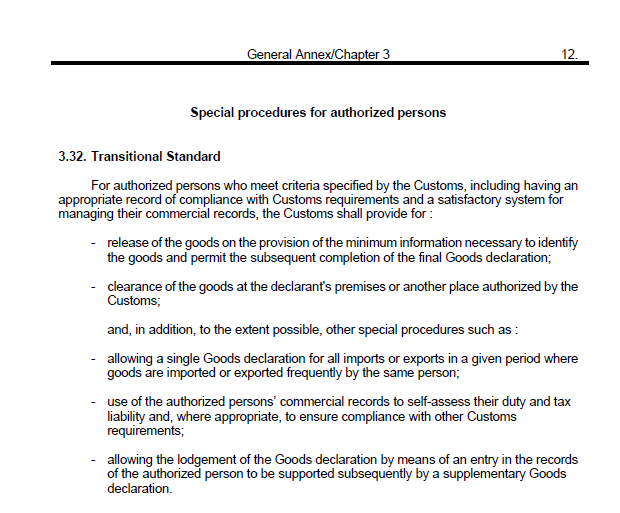 General Annex/Chapter 3 12.
Special procedures for authorized persons
3.32. Transitional Standard
For authorized persons who meet criteria specified by the Customs, including having an
appropriate record of compliance with Customs requirements and a satisfactory system for
managing their commercial records, the Customs shall provide for :
- release of the goods on the provision of the minimum information necessary to identify
the goods and permit the subsequent completion of the final Goods declaration;
- clearance of the goods at the declarant's premises or another place authorized by the
Customs;
and, in addition, to the extent possible, other special procedures such as :
- allowing a single Goods declaration for all imports or exports in a given period where
goods are imported or exported frequently by the same person;
- use of the authorized persons' commercial records to self-assess their duty and tax
liability and, where appropriate, to ensure compliance with other Customs
requirements;
- allowing the lodgement of the Goods declaration by means of an entry in the records
of the authorized person to be supported subsequently by a supplementary Goods
declaration.